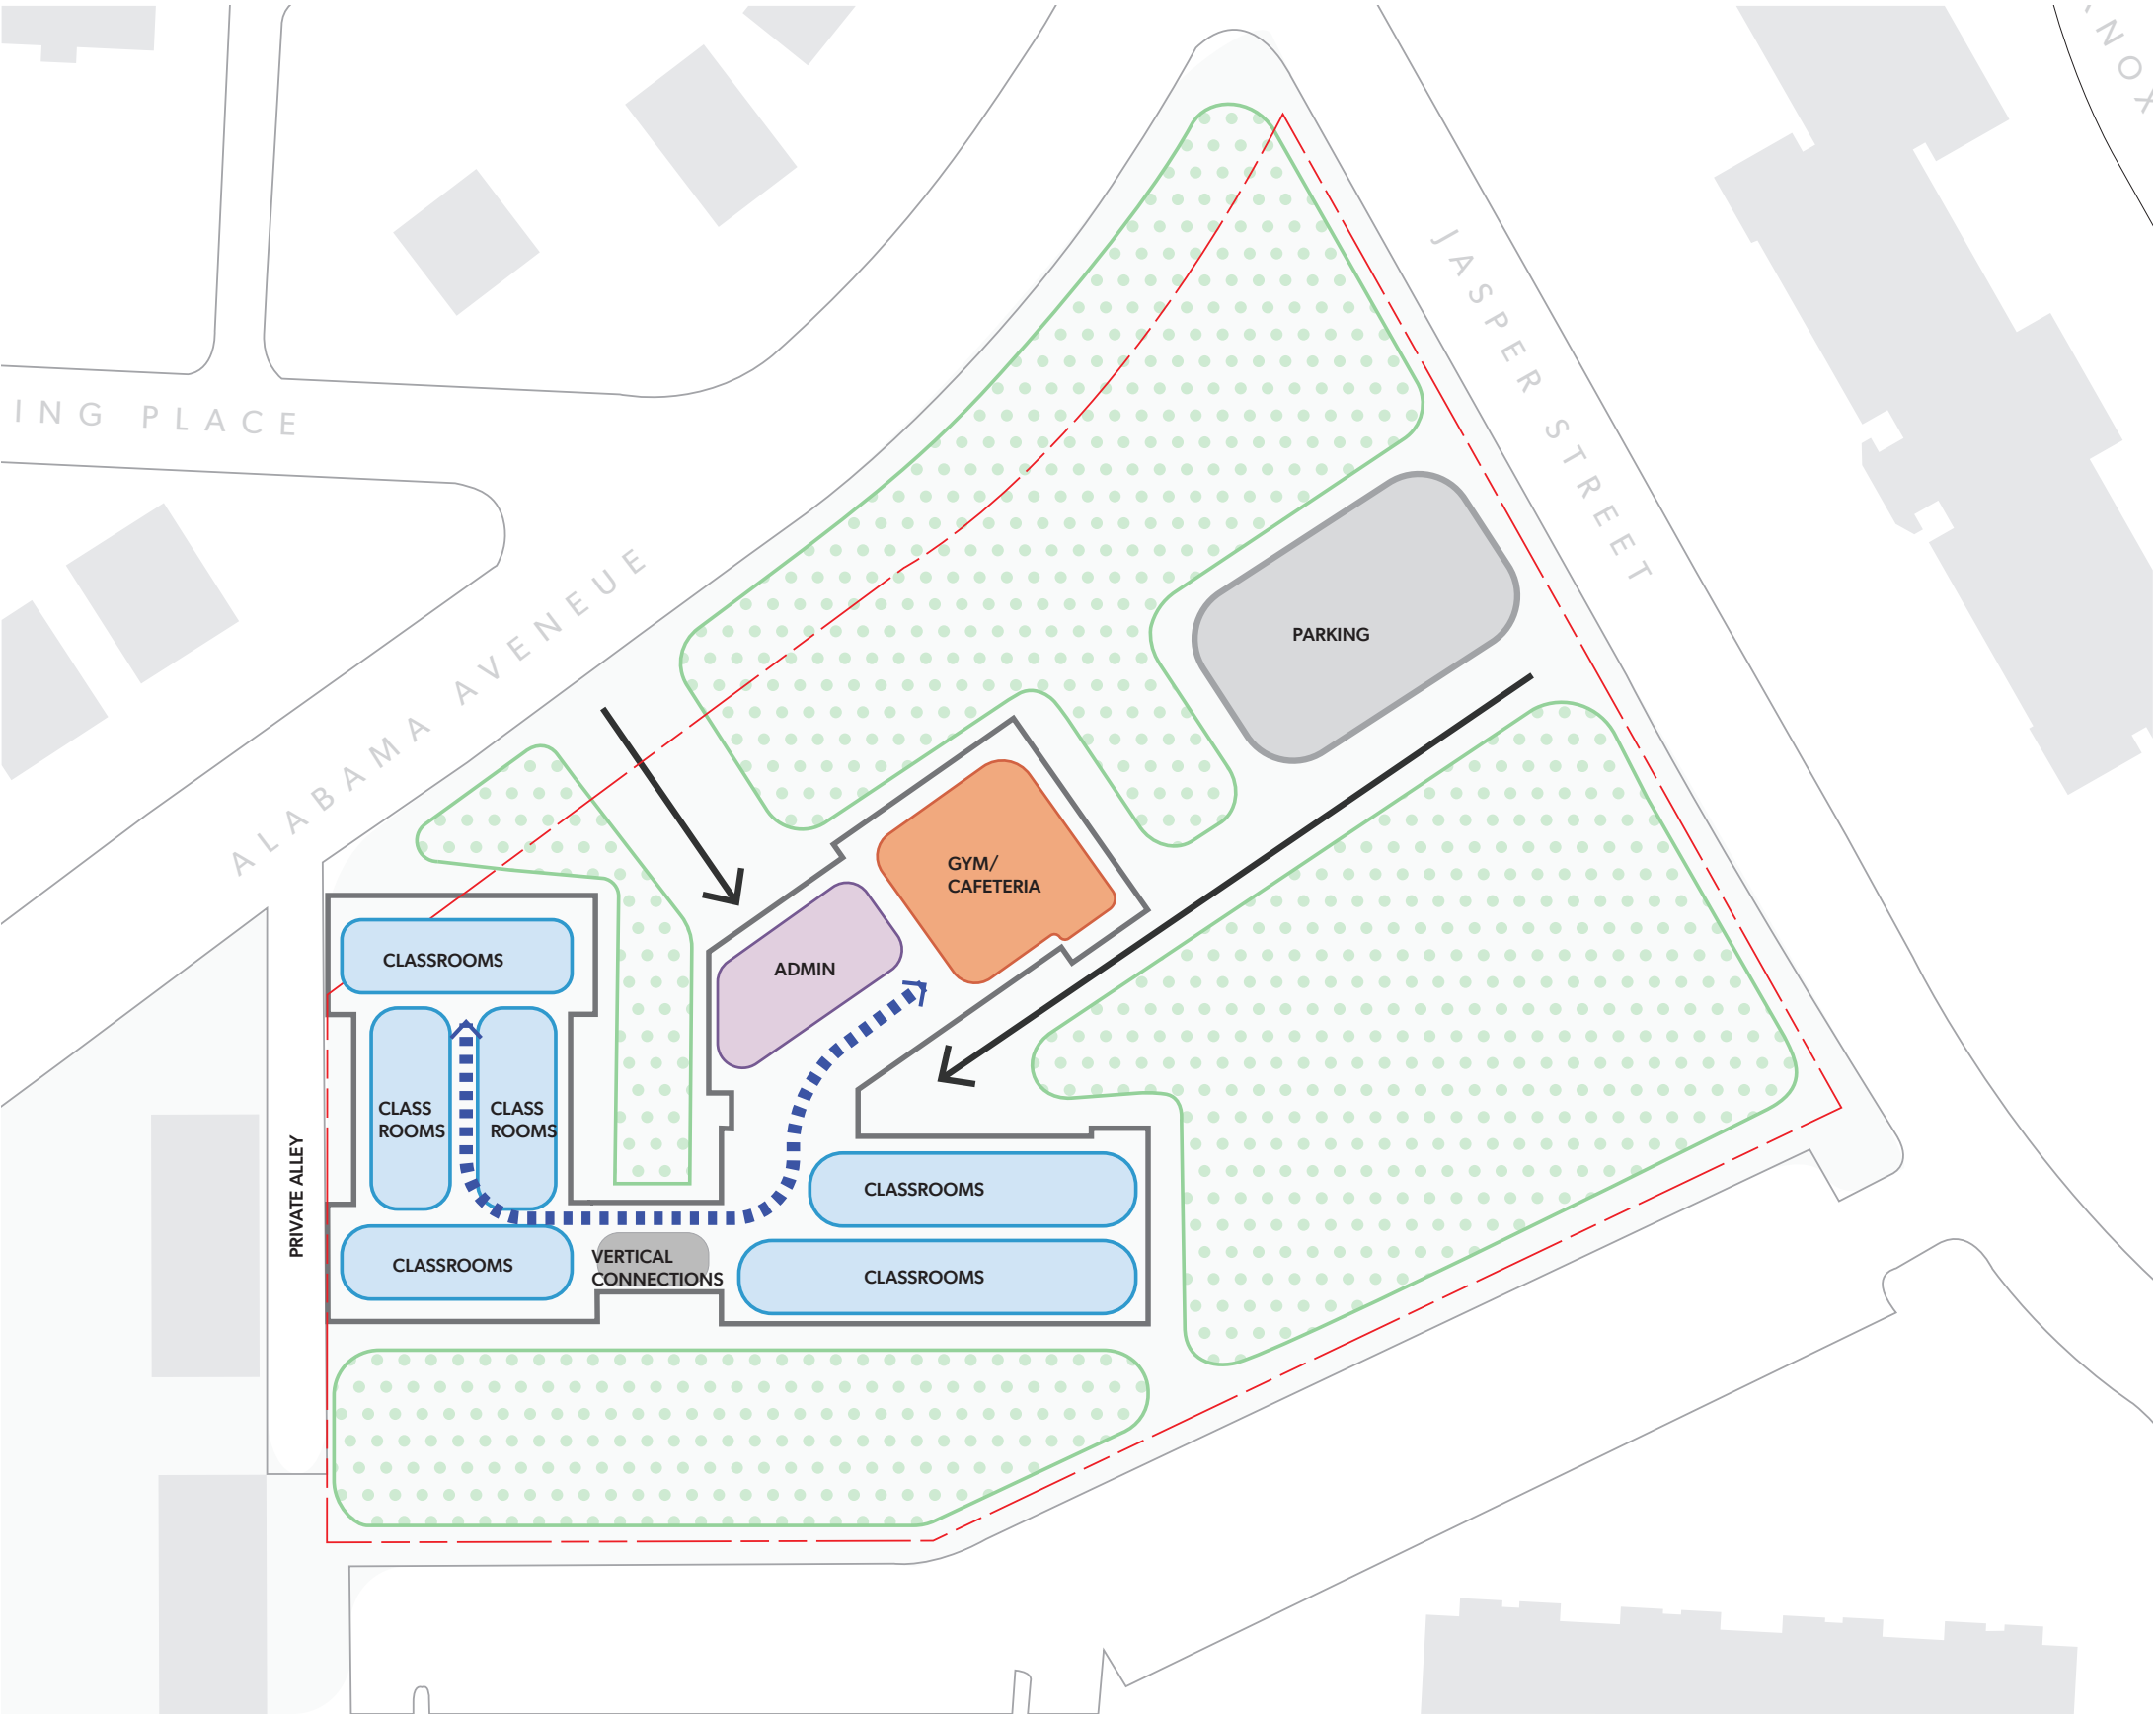 NOX
ING PLACE
JASPER STREET
ALABAMA AVENEUE
PARKING
GYM/
CAFETERIA
ADMIN
CLASSROOMS
CLASS
ROOMS
CLASS
ROOMS
PRIVATE ALLEY
CLASSROOMS
VERTICAL
CONNECTIONS
CLASSROOMS
CLASSROOMS